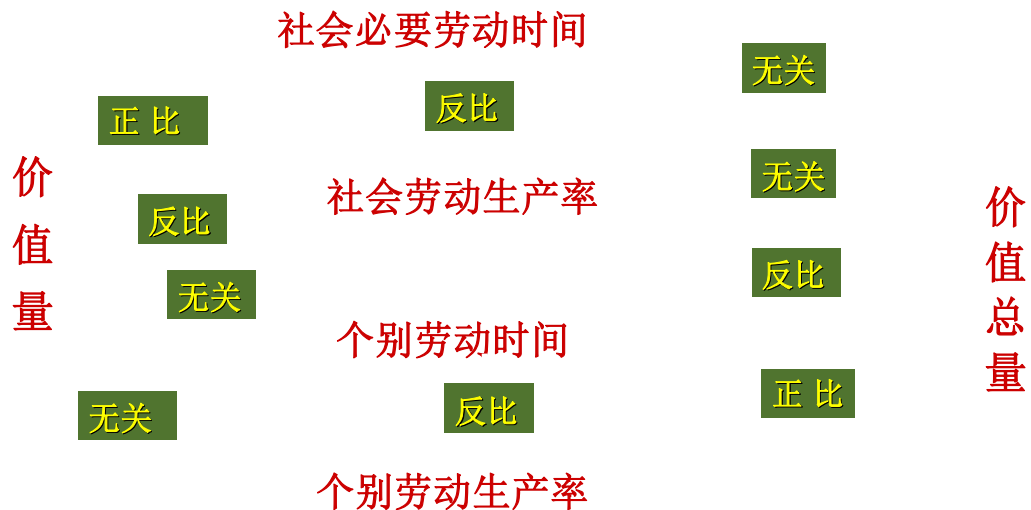 社会必要劳动时间
无关
正 比
反比
价值量
社会劳动生产率
无关
价值总量
反比
无关
反比
个别劳动时间
无关
反比
正 比
个别劳动生产率